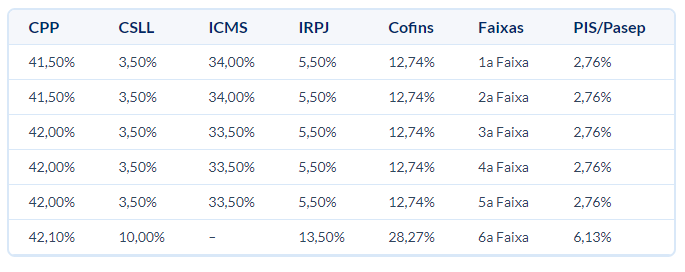 CPP CSLL ICMS IRPJ Cofins Faixas PIS/Pasep
41,50% 3,50% 34,00% 5,50% 12,74% 1a Faixa 2,76%
41,50% 3,50% 34,00% 5,50% 12,74% 2a Faixa 2,76%
42,00% 3,50% 33,50% 5,50% 12,74% 3a Faixa 2,76%
42,00% 3,50% 33,50% 5,50% 12,74% 4a Faixa 2,76%
42,00% 3,50% 33,50% 5,50% 12,74% 5a Faixa 2,76%
42,10% 10,00% – 13,50% 28,27% 6a Faixa 6,13%